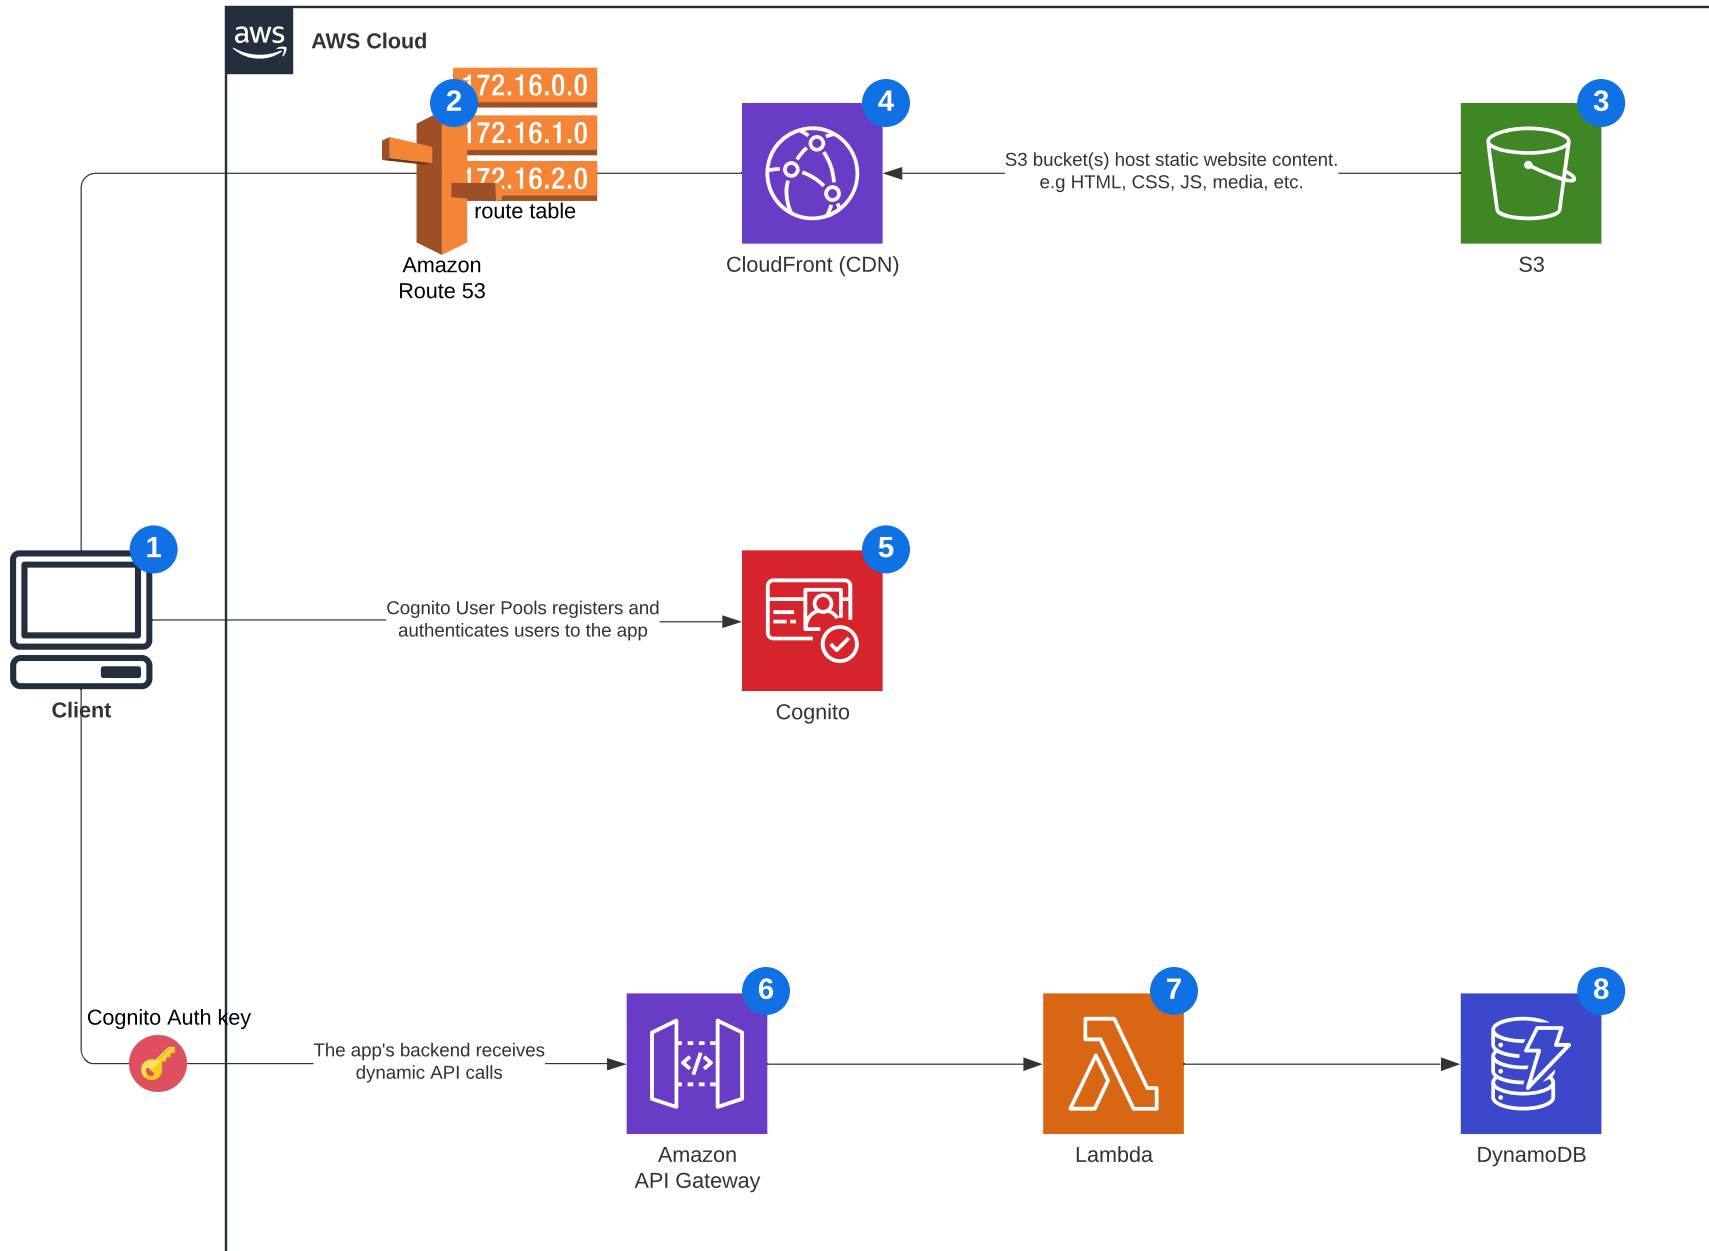 aws
AWS Cloud
2
172.16.0.0
172.16.1.0
172.16.2.0
route table
Amazon
Route 53
4
CloudFront (CDN)
S3 bucket(s) host static website content.
e.g HTML, CSS, JS, media, etc.
3
S3
1
Client
Cognito User Pools registers and
authenticates users to the app
5
Cognito
Cognito Auth key
The app's backend receives
dynamic API calls
6
</>
Amazon
API Gateway
7
Lambda
8
DynamoDB